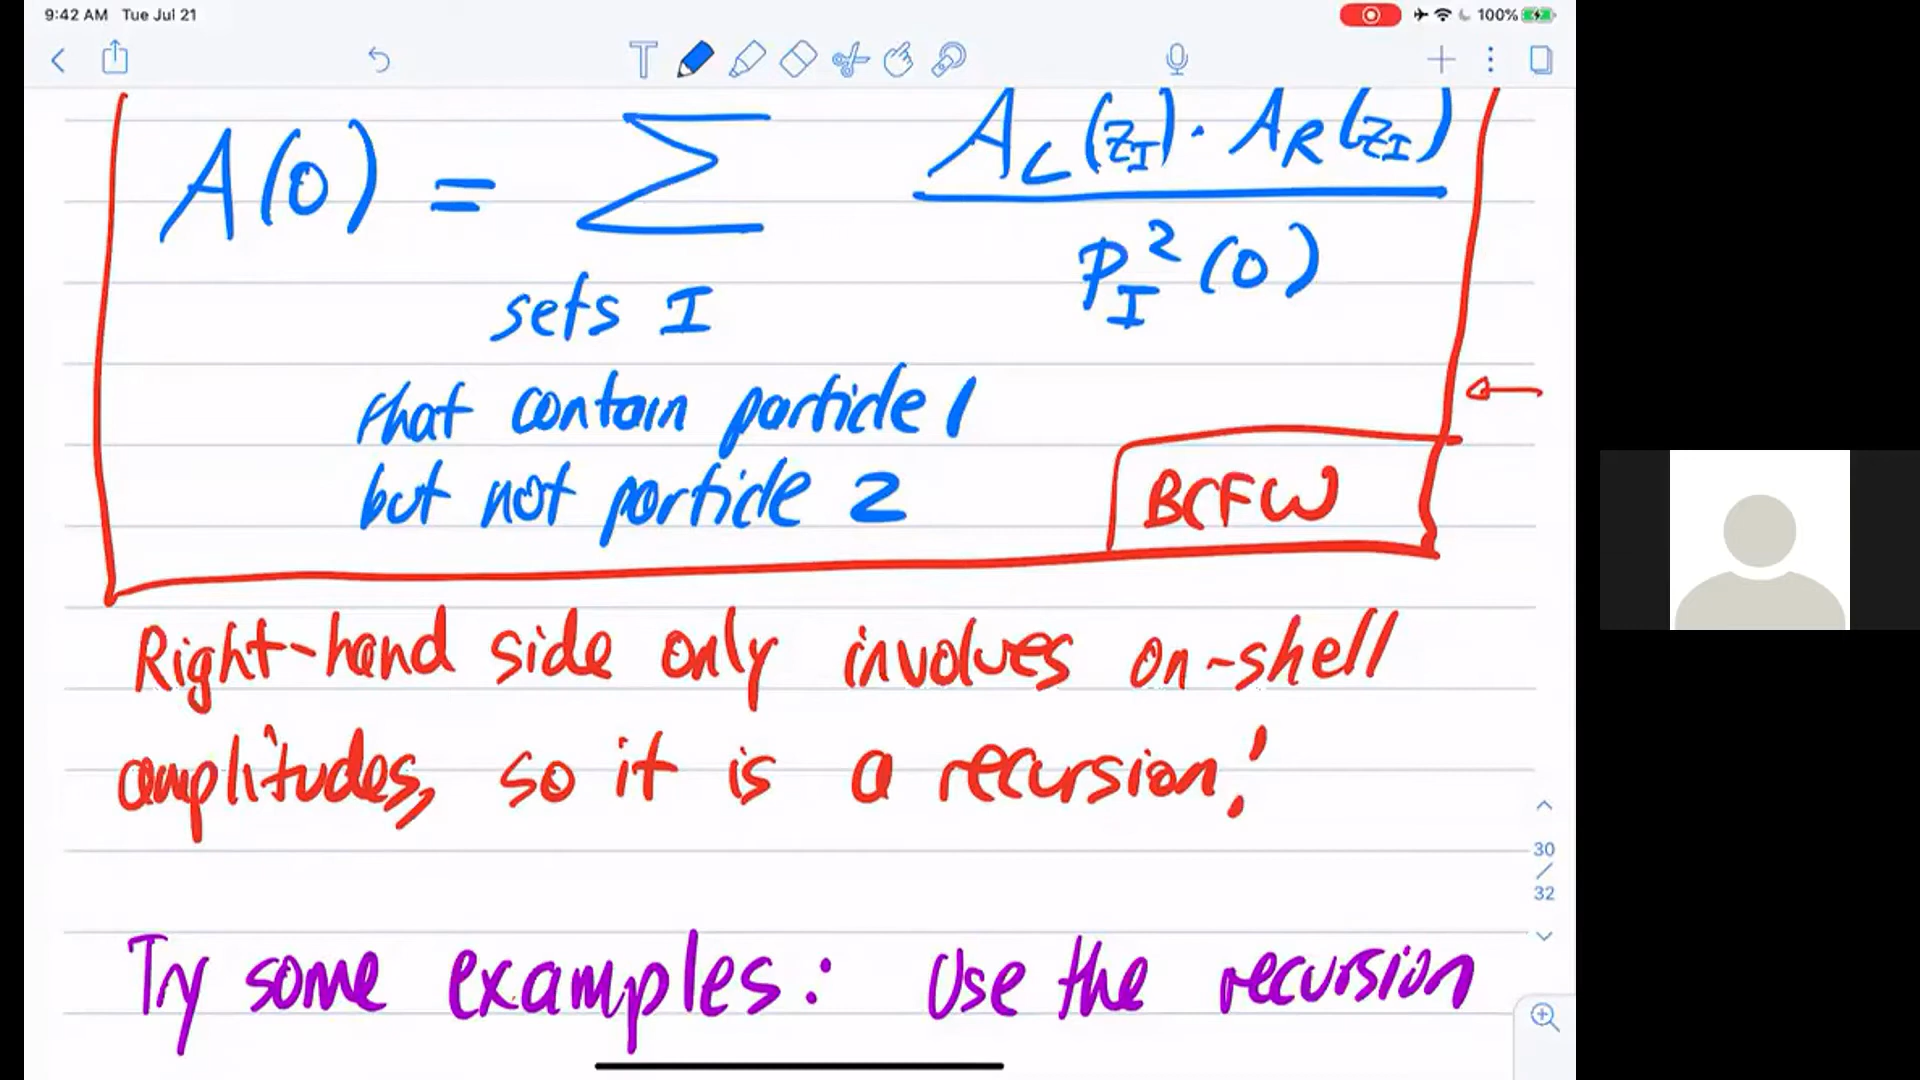 9:42 AM Tue Jul 21 100%
T
A(0) = Σ A_L(z_I) · A_R(z_I) / P_I^2(0)
sets I
that contain particle 1
but not particle 2
BCFW
Right-hand side only involves on-shell
amplitudes, so it is a recursion!
30
/
32
Try some examples: Use the recursion